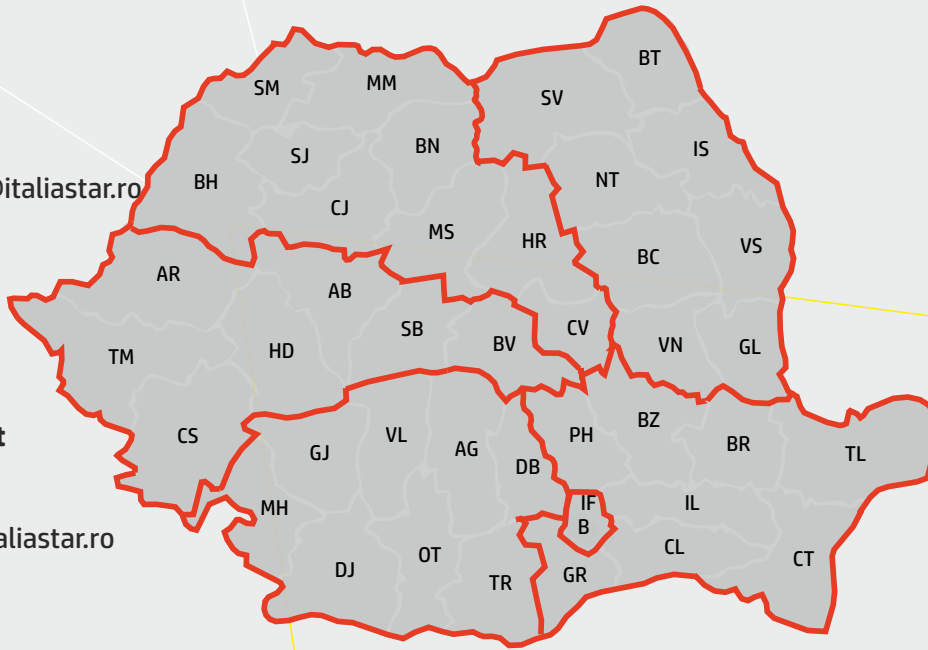 BT
MM
SM
SV
BN
IS
SJ
NT
BH
@italiastar.ro
CJ
MS
HR
VS
BC
AR
AB
CV
SB
BV
VN
GL
HD
TM
BZ
CS
PH
VL
BR
t
AG
GJ
TL
DB
IF
IL
MH
B
aliastar.ro
CL
OT
CT
DJ
GR
TR